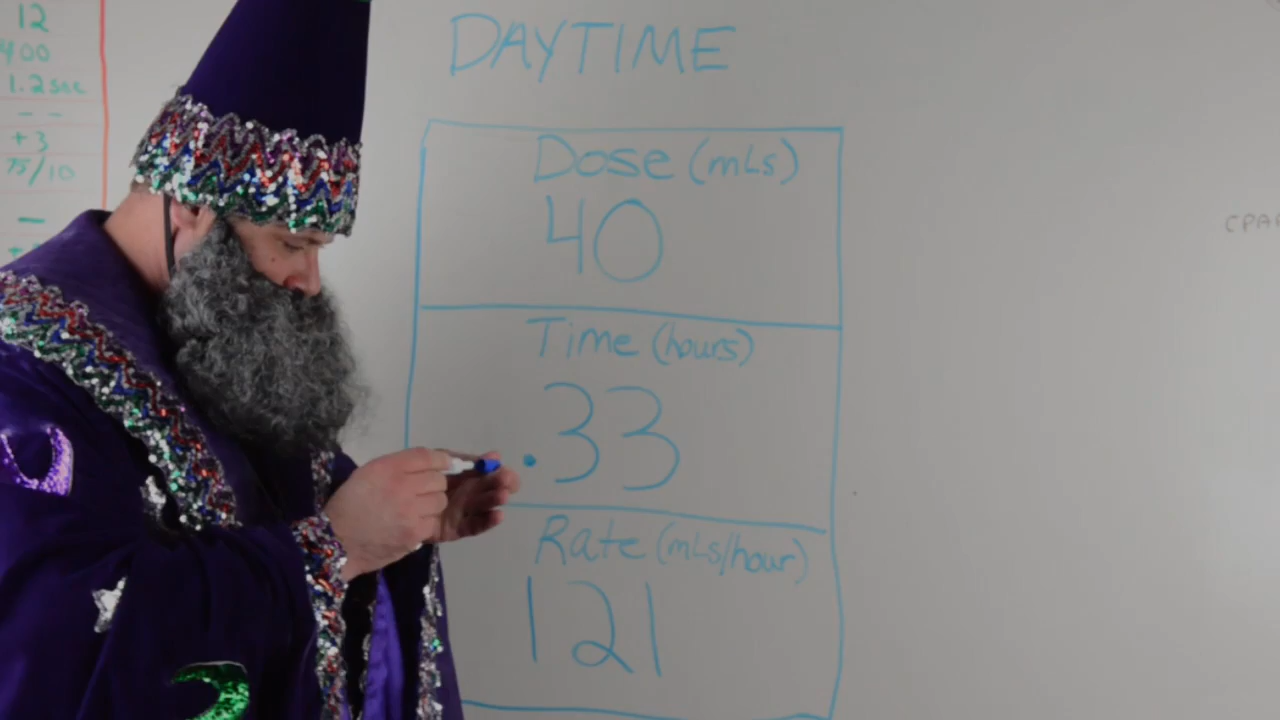 12
400
1.2 sec
- -
+3
75/10
-
DAYTIME
Dose (mLs)
40
Time (hours)
.33
Rate (mLs/hour)
121